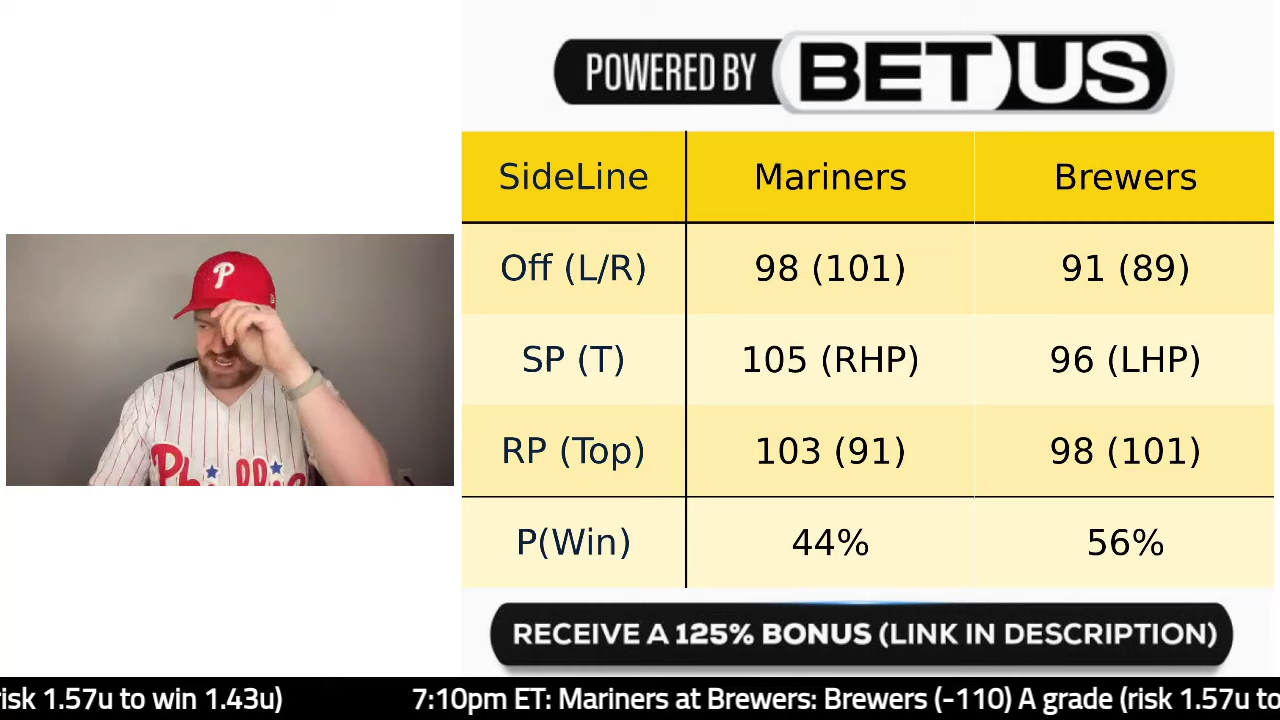 POWERED BY BETUS
SideLine Mariners Brewers
Off (L/R) 98 (101) 91 (89)
SP (T) 105 (RHP) 96 (LHP)
RP (Top) 103 (91) 98 (101)
P(Win) 44% 56%
RECEIVE A 125% BONUS (LINK IN DESCRIPTION)
P
Phillies
risk 1.57u to win 1.43u) 7:10pm ET: Mariners at Brewers: Brewers (-110) A grade (risk 1.57u to